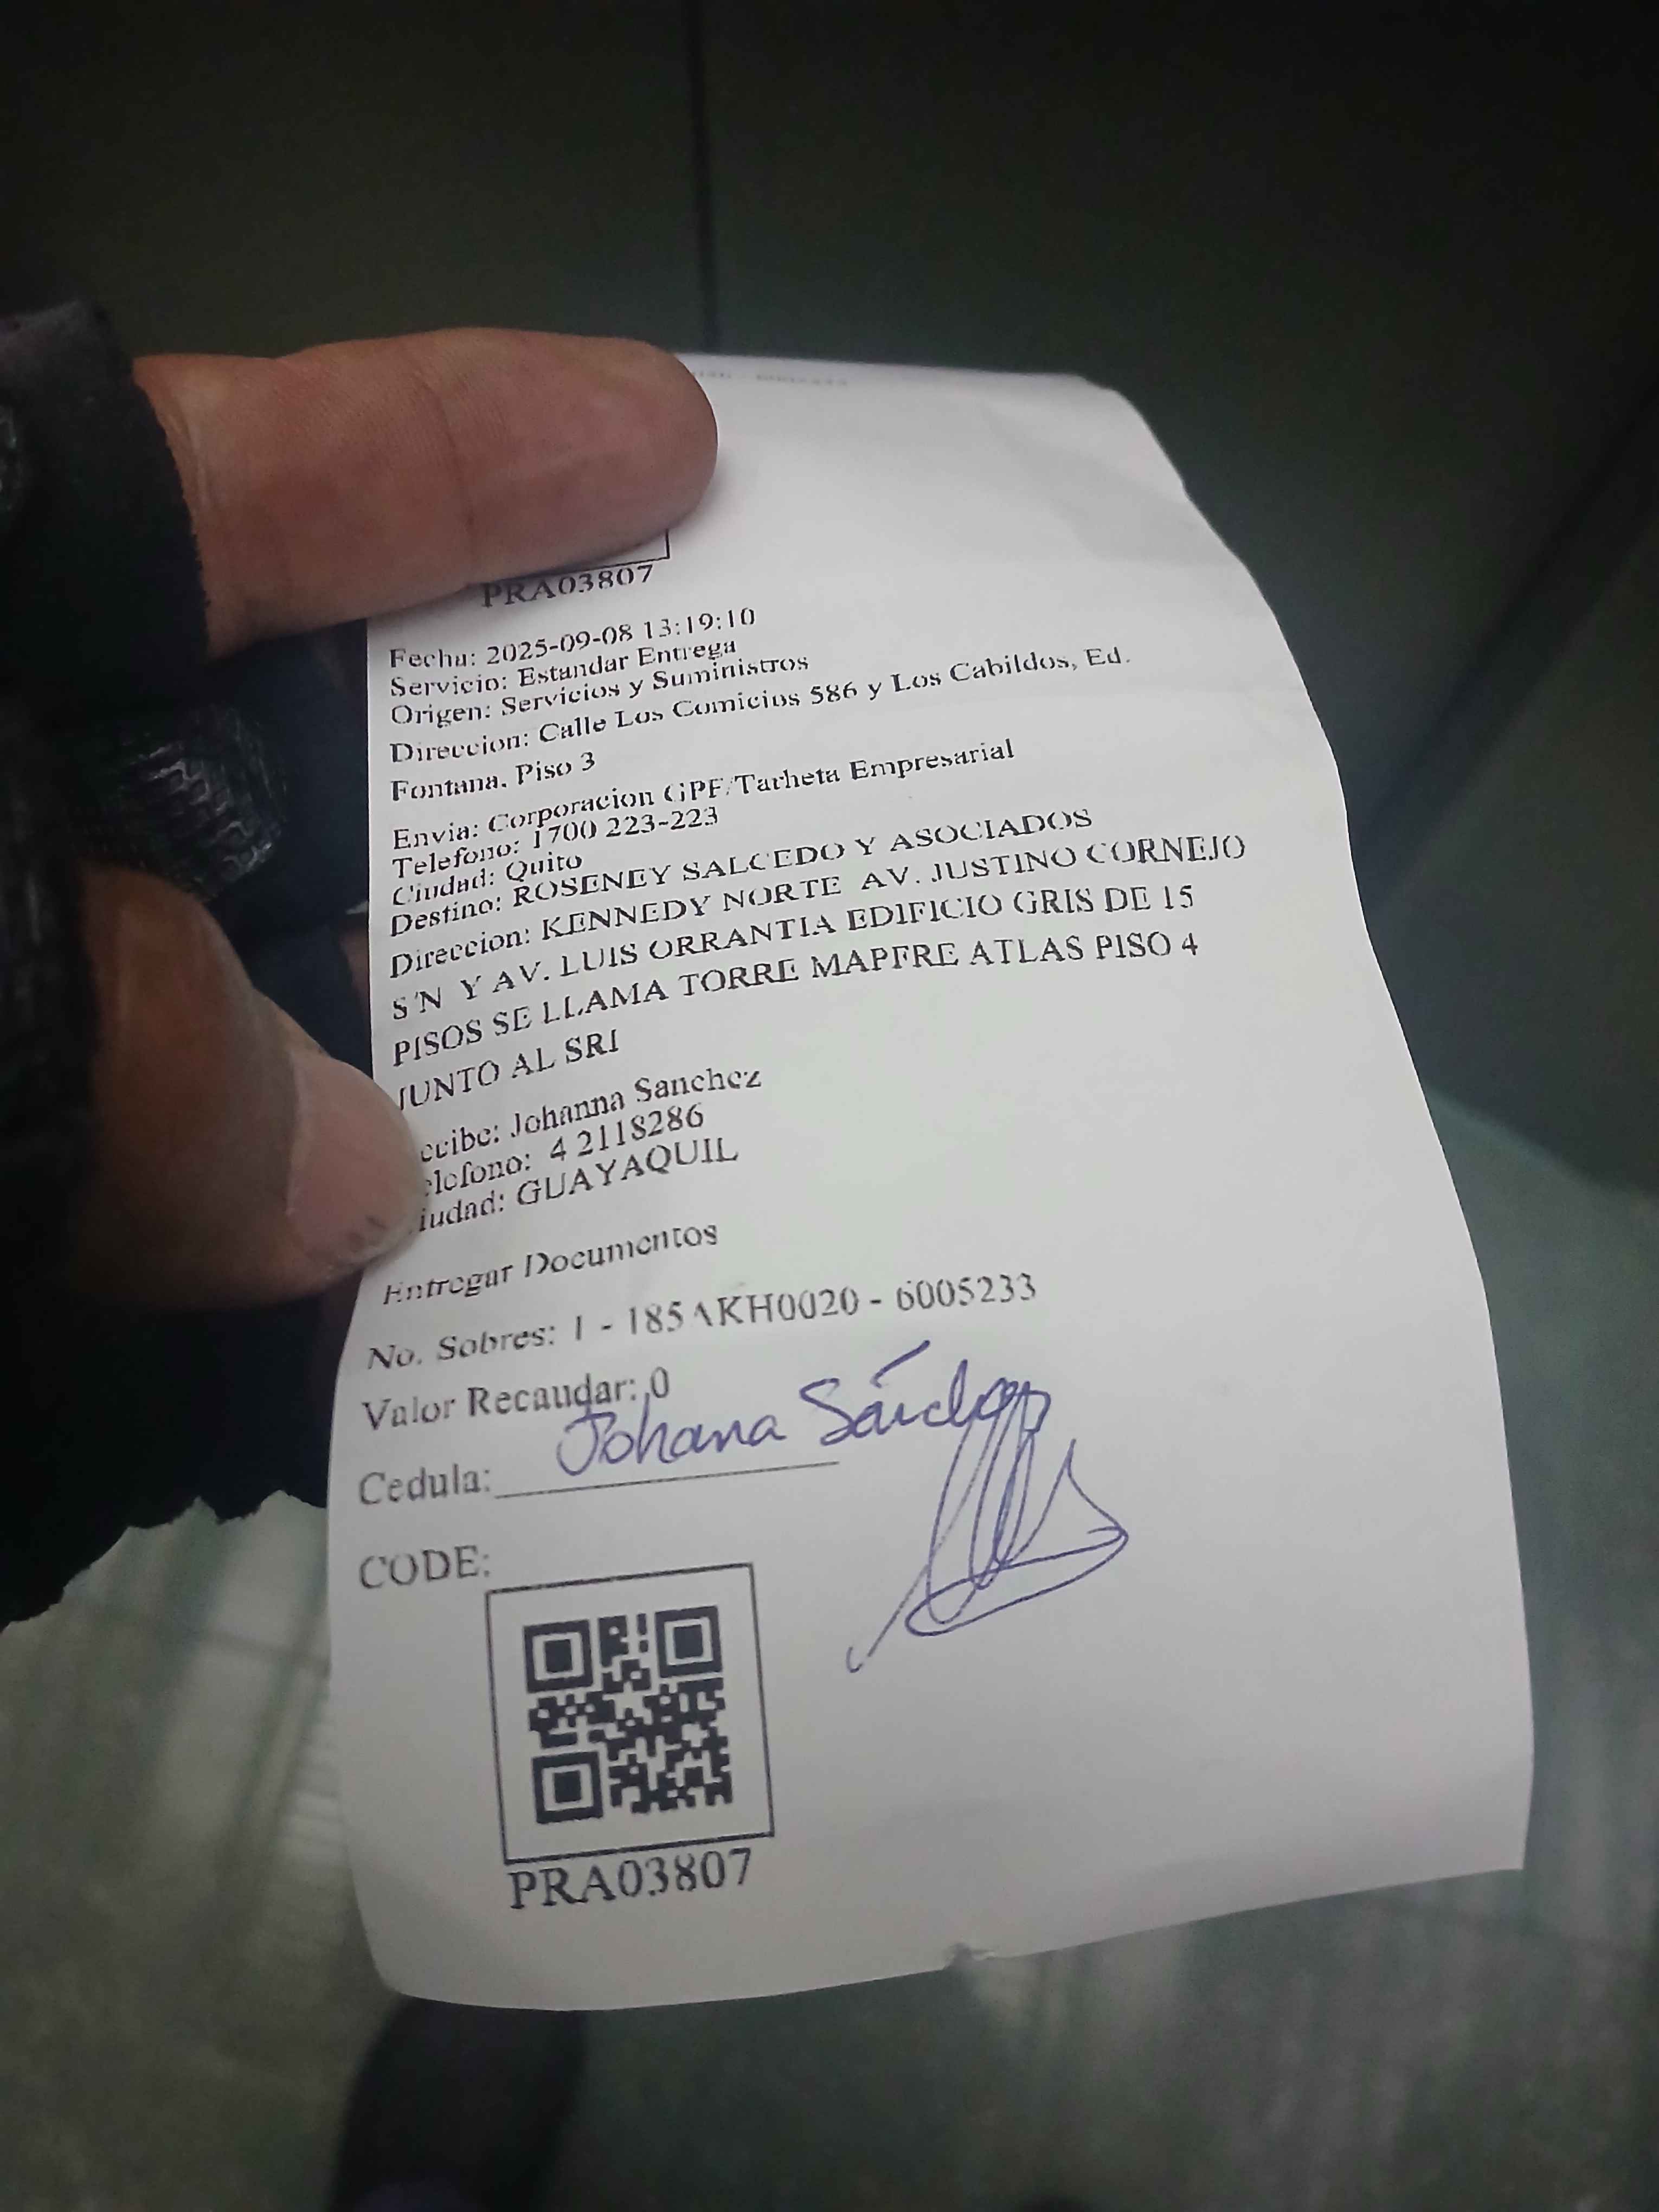 PRA03807
Fecha: 2025-09-08 13:19:10
Servicio: Estandar Entrega
Origen: Servicios y Suministros
Direccion: Calle Los Comicios 586 y Los Cabildos, Ed.
Fontana, Piso 3
Envia: Corporacion GPF/Tarheta Empresarial
Telefono: 1700 223-223
Ciudad: Quito
Destino: ROSENEY SALCEDO Y ASOCIADOS
Direccion: KENNEDY NORTE AV. JUSTINO CORNEJO
S/N Y AV. LUIS ORRANTIA EDIFICIO GRIS DE 15
PISOS SE LLAMA TORRE MAPFRE ATLAS PISO 4
JUNTO AL SRI
ecibe: Johanna Sanchez
elefono: 4 2118286
iudad: GUAYAQUIL
Entregar Documentos
No. Sobres: 1 - 185AKH0020 - 6005233
Valor Recaudar: 0
Johana
Cedula:
CODE:
PRA03807